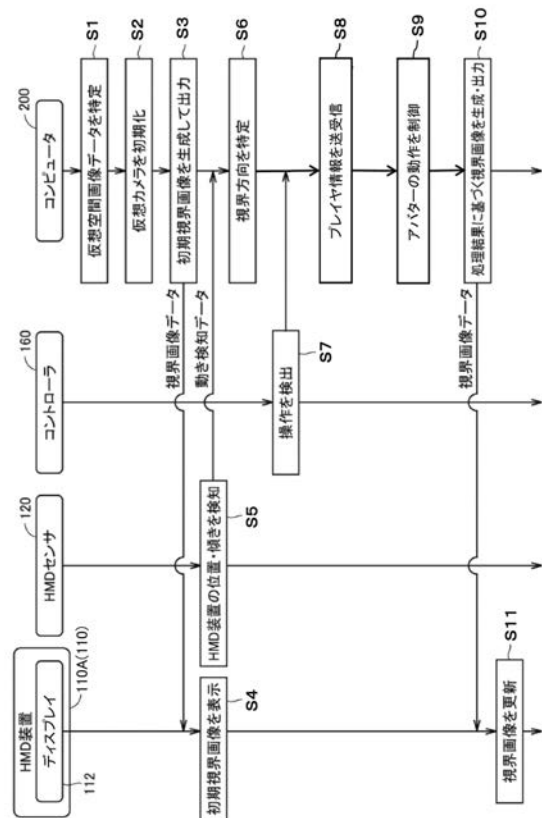 HMD装置
ディスプレイ
112
110A(110)
HMDセンサ
120
コントローラ
160
コンピュータ
200
仮想空間画像データを特定
S1
仮想カメラを初期化
S2
初期視界画像を生成して出力
S3
視界画像データ
初期視界画像を表示
S4
HMD装置の位置・傾きを検知
S5
動き検知データ
視界方向を特定
S6
操作を検出
S7
プレイヤ情報を送受信
S8
アバターの動作を制御
S9
処理結果に基づく視界画像を生成・出力
S10
視界画像データ
視界画像を更新
S11